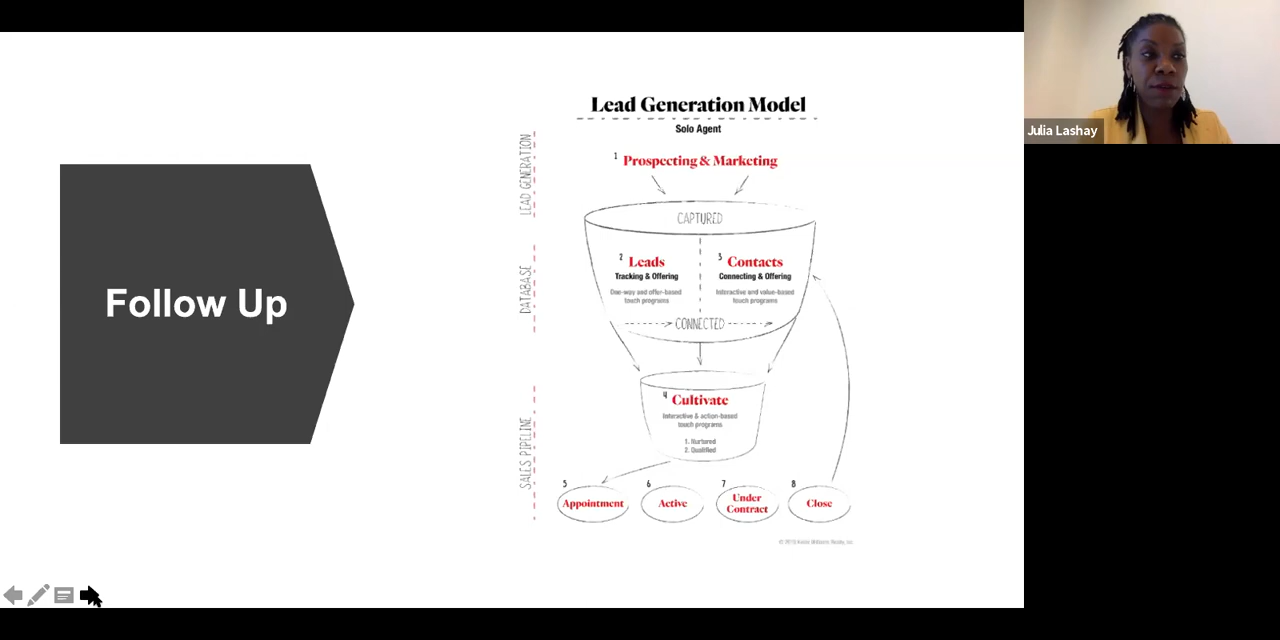 Follow Up
Lead Generation Model
Solo Agent
LEAD GENERATION
1 Prospecting & Marketing
CAPTURED
DATABASE
2 Leads
Tracking & Offering
One-way and offer-based
touch programs
3 Contacts
Connecting & Offering
Interactive and value-based
touch programs
CONNECTED
SALES PIPELINE
4 Cultivate
Interactive & action-based
touch programs
1. Nurtured
2. Qualified
5 Appointment
6 Active
7 Under
Contract
8 Close
Julia Lashay